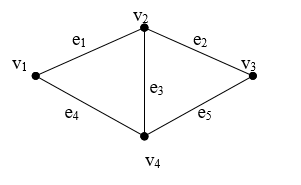 v₂
e₁
e₂
v₁
v₃
e₃
e₄
e₅
v₄